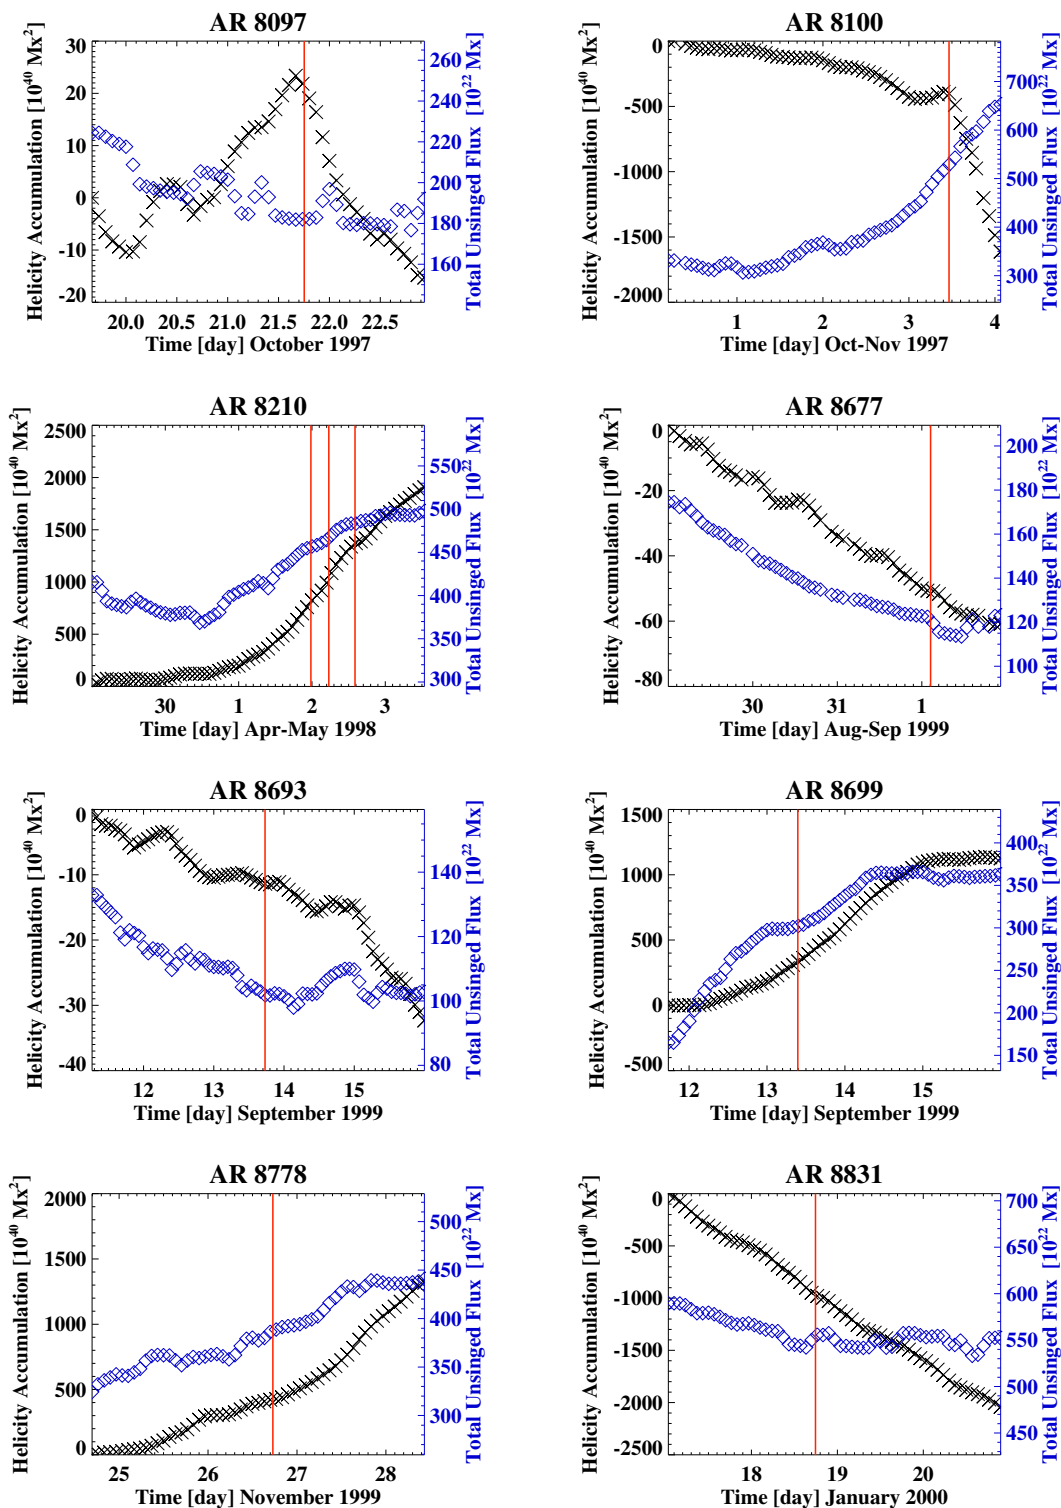 AR 8097
Helicity Accumulation [10^40 Mx^2]
30
20
10
0
-10
-20
260
240
220
200
180
160
Total Unsinged Flux [10^22 Mx]
20.0 20.5 21.0 21.5 22.0 22.5
Time [day] October 1997
AR 8100
Helicity Accumulation [10^40 Mx^2]
0
-500
-1000
-1500
-2000
700
600
500
400
300
Total Unsinged Flux [10^22 Mx]
1 2 3 4
Time [day] Oct-Nov 1997
AR 8210
Helicity Accumulation [10^40 Mx^2]
2500
2000
1500
1000
500
0
550
500
450
400
350
300
Total Unsinged Flux [10^22 Mx]
30 1 2 3
Time [day] Apr-May 1998
AR 8677
Helicity Accumulation [10^40 Mx^2]
0
-20
-40
-60
-80
200
180
160
140
120
100
Total Unsinged Flux [10^22 Mx]
30 31 1
Time [day] Aug-Sep 1999
AR 8693
Helicity Accumulation [10^40 Mx^2]
0
-10
-20
-30
-40
140
120
100
80
Total Unsinged Flux [10^22 Mx]
12 13 14 15
Time [day] September 1999
AR 8699
Helicity Accumulation [10^40 Mx^2]
1500
1000
500
0
-500
400
350
300
250
200
150
Total Unsinged Flux [10^22 Mx]
12 13 14 15
Time [day] September 1999
AR 8778
Helicity Accumulation [10^40 Mx^2]
2000
1500
1000
500
0
500
450
400
350
300
Total Unsinged Flux [10^22 Mx]
25 26 27 28
Time [day] November 1999
AR 8831
Helicity Accumulation [10^40 Mx^2]
0
-500
-1000
-1500
-2000
-2500
700
650
600
550
500
450
Total Unsinged Flux [10^22 Mx]
18 19 20
Time [day] January 2000